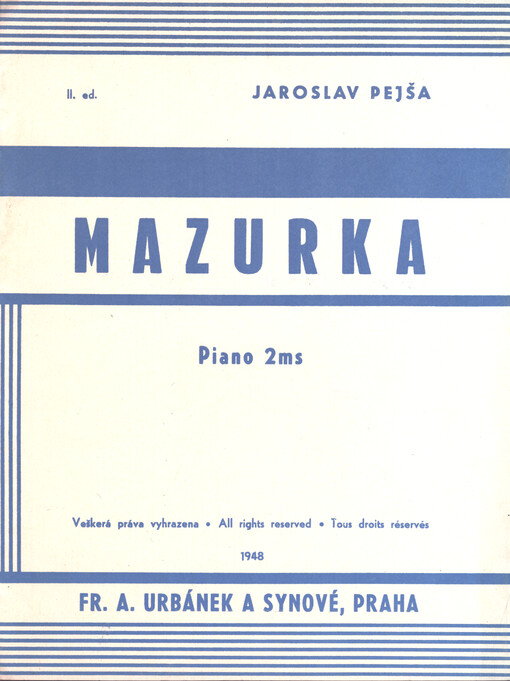 II. ed.
JAROSLAV PEJŠA
MAZURKA
Piano 2ms
Veškerá práva vyhrazena • All rights reserved • Tous droits réservés
1948
FR. A. URBÁNEK A SYNOVÉ, PRAHA